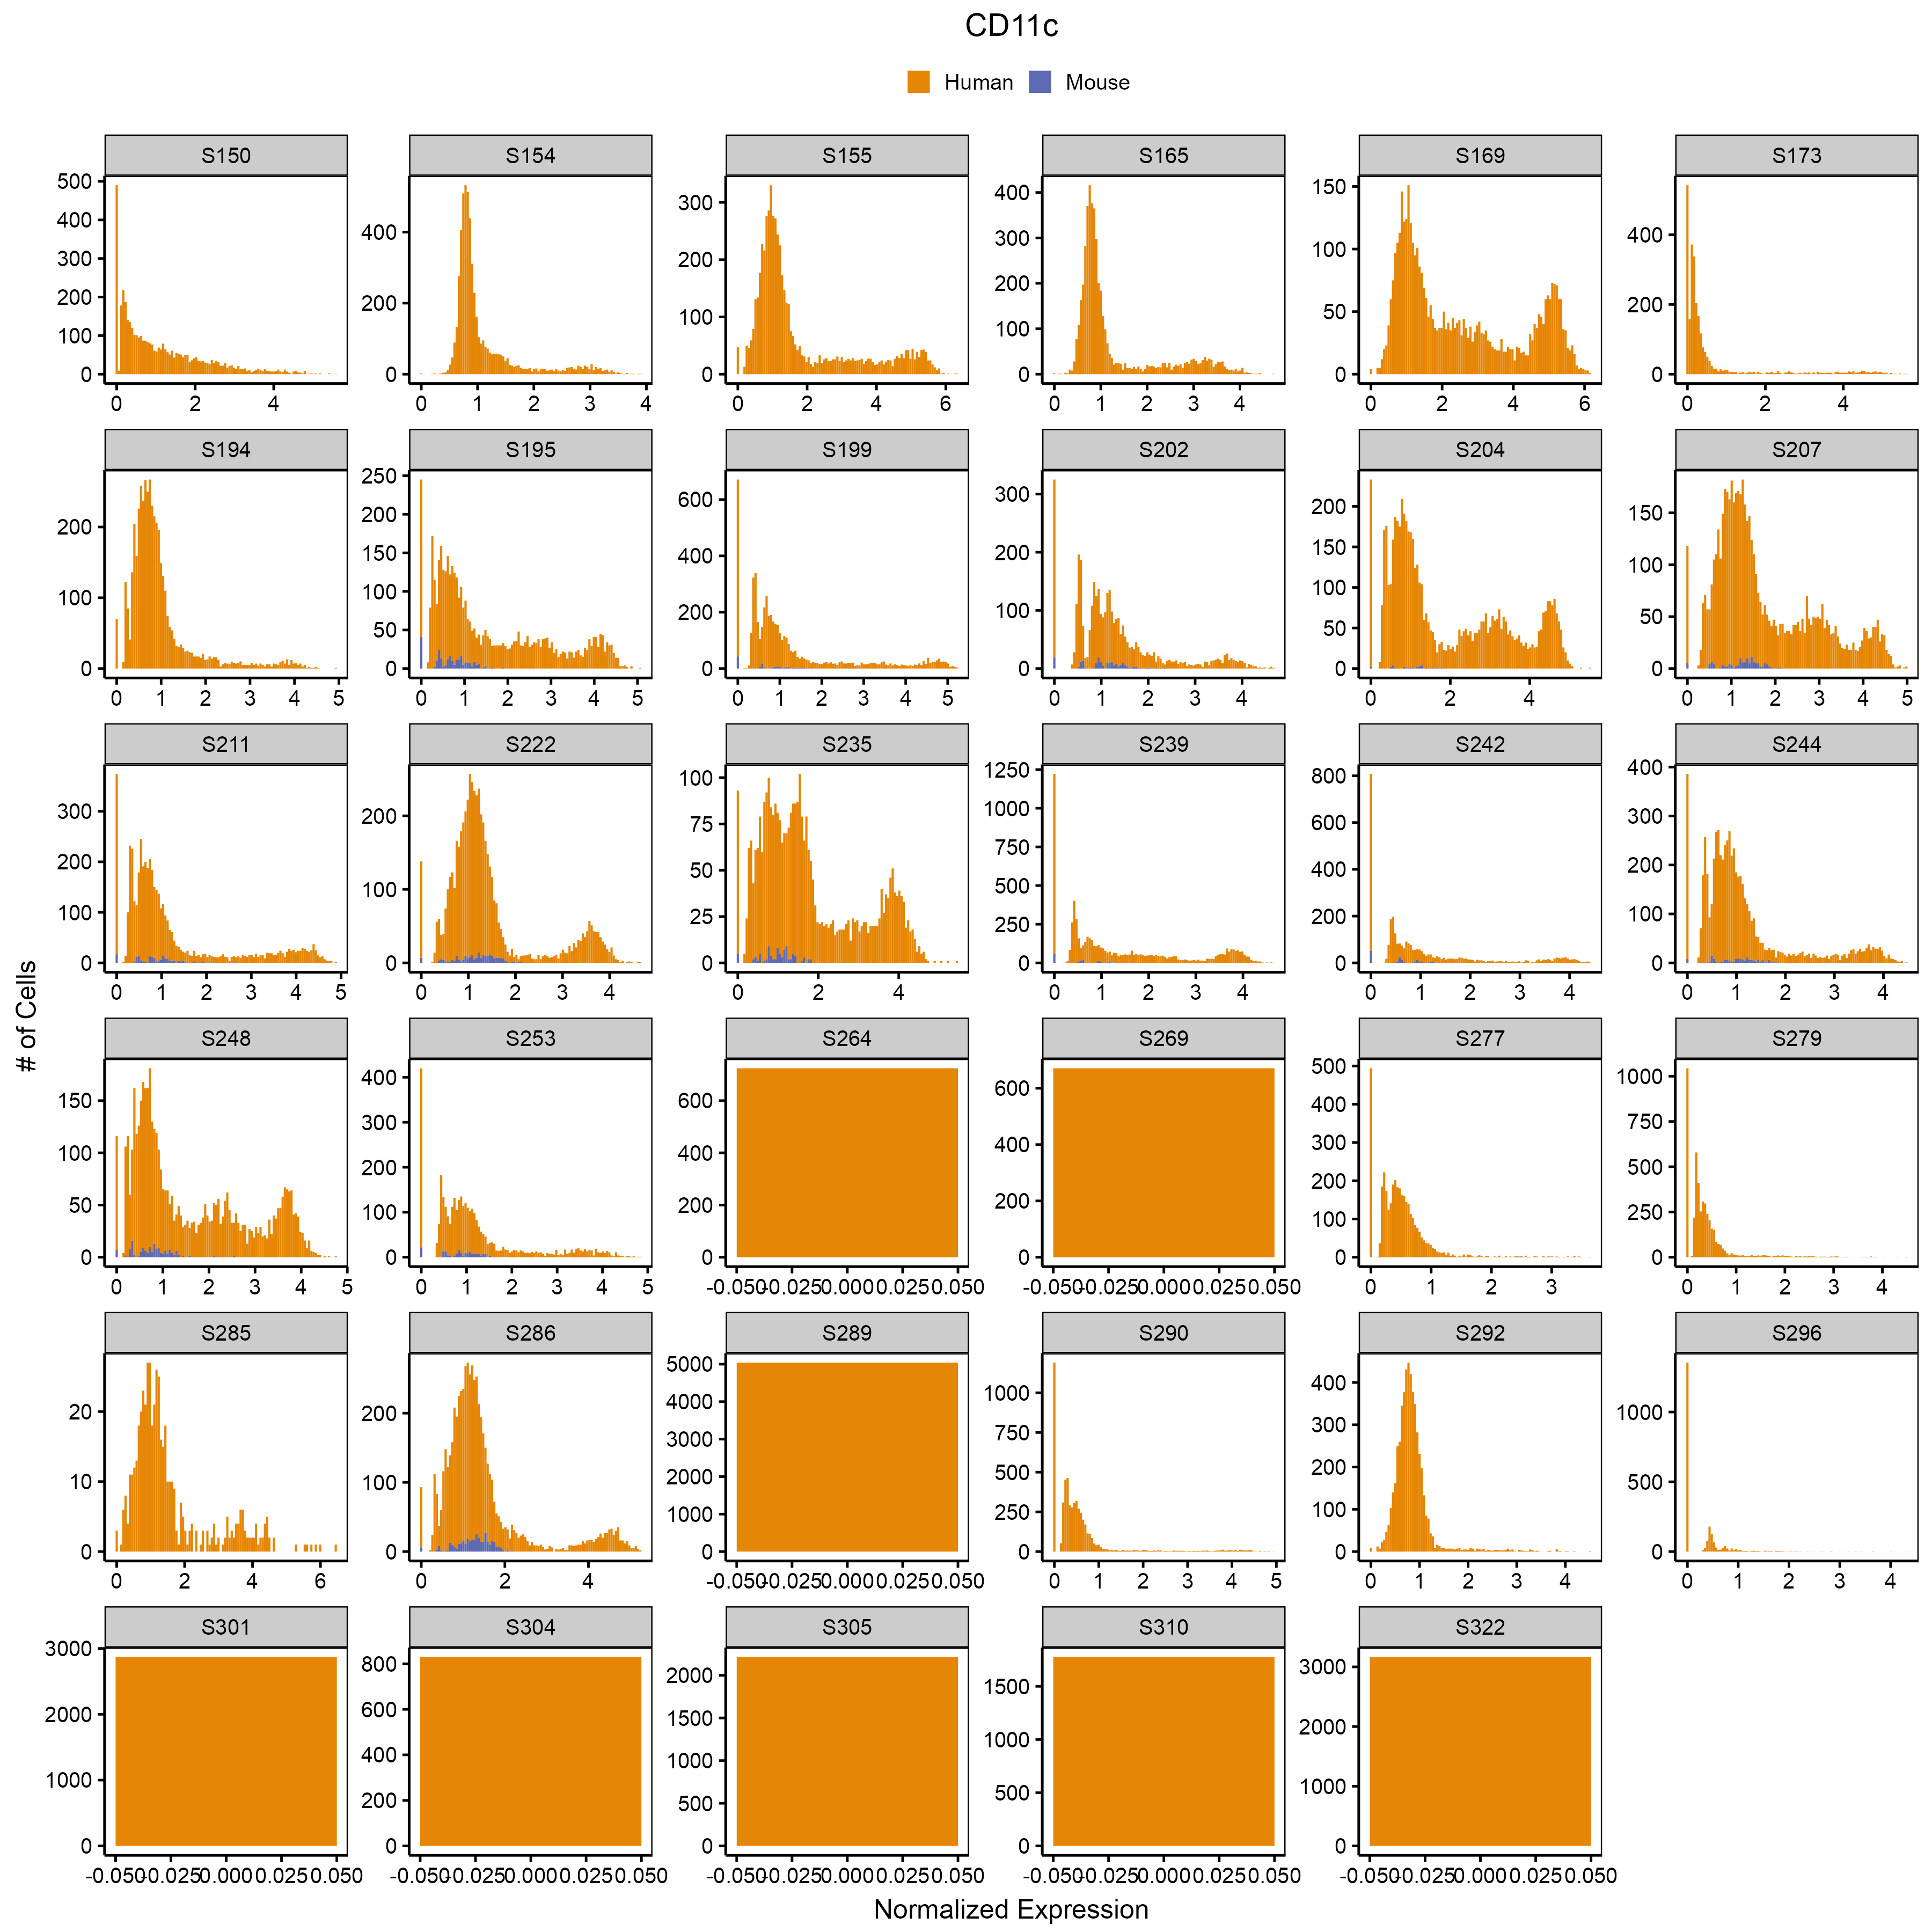 CD11c
Human Mouse
S150 S154 S155 S165 S169 S173
500 400 300 200 100 0
400 200 0
300 200 100 0
400 300 200 100 0
150 100 50 0
400 200 0
0 2 4
0 1 2 3 4
0 2 4 6
0 1 2 3 4
0 2 4 6
0 2 4
S194 S195 S199 S202 S204 S207
200 100 0
250 200 150 100 50 0
600 400 200 0
300 200 100 0
200 150 100 50 0
150 100 50 0
0 1 2 3 4 5
0 1 2 3 4 5
0 1 2 3 4 5
0 1 2 3 4
0 2 4
0 1 2 3 4 5
S211 S222 S235 S239 S242 S244
300 200 100 0
200 100 0
100 75 50 25 0
1250 1000 750 500 250 0
800 600 400 200 0
400 300 200 100 0
0 1 2 3 4 5
0 1 2 3 4
0 2 4
0 1 2 3 4
0 1 2 3 4
0 1 2 3 4
# of Cells
S248 S253 S264 S269 S277 S279
150 100 50 0
400 300 200 100 0
600 400 200 0
600 400 200 0
500 400 300 200 100 0
1000 750 500 250 0
0 1 2 3 4 5
0 1 2 3 4 5
-0.050 -0.025 0.000 0.025 0.050
-0.050 -0.025 0.000 0.025 0.050
0 1 2 3
0 1 2 3 4
S285 S286 S289 S290 S292 S296
20 10 0
200 100 0
5000 4000 3000 2000 1000 0
1000 750 500 250 0
400 300 200 100 0
1000 500 0
0 2 4 6
0 2 4
-0.050 -0.025 0.000 0.025 0.050
0 1 2 3 4 5
0 1 2 3 4
0 1 2 3 4
S301 S304 S305 S310 S322
3000 2000 1000 0
800 600 400 200 0
2000 1500 1000 500 0
1500 1000 500 0
3000 2000 1000 0
-0.050 -0.025 0.000 0.025 0.050
-0.050 -0.025 0.000 0.025 0.050
-0.050 -0.025 0.000 0.025 0.050
-0.050 -0.025 0.000 0.025 0.050
-0.050 -0.025 0.000 0.025 0.050
Normalized Expression